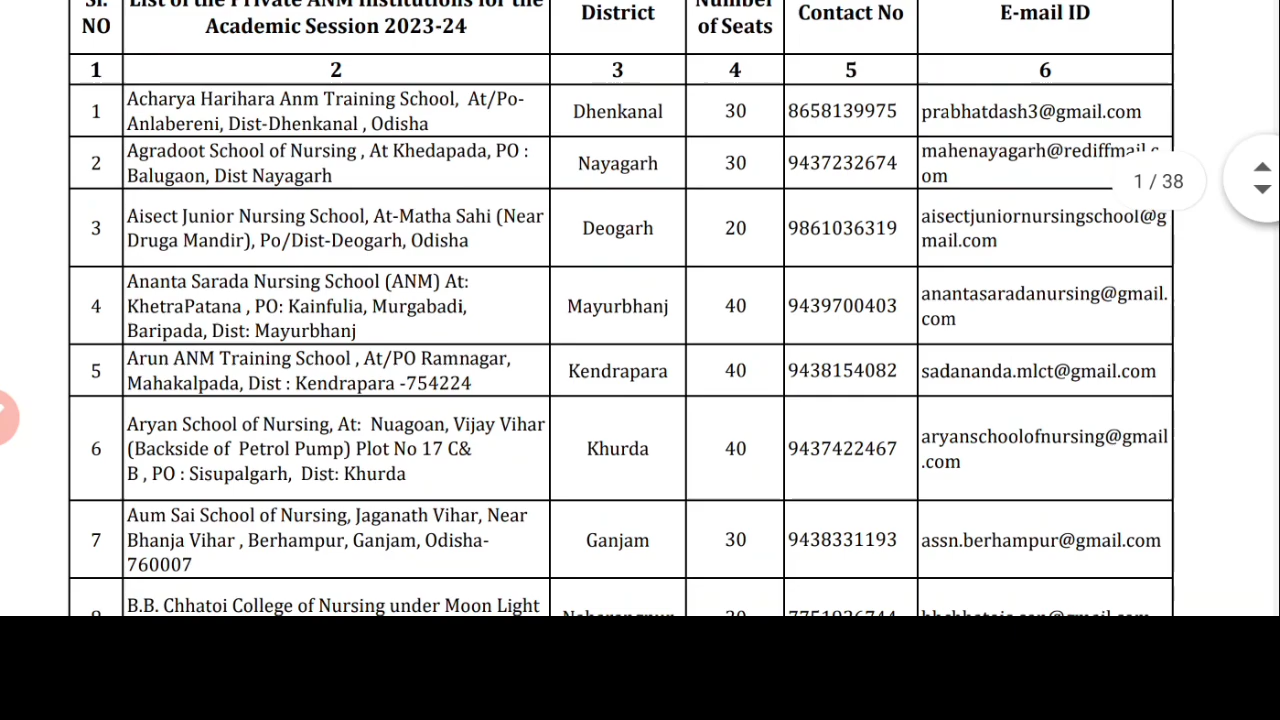 Sl. List of the Private ANM Institutions for the Number
NO Academic Session 2023-24 District of Seats Contact No E-mail ID
1 2 3 4 5 6
1 Acharya Harihara Anm Training School, At/Po- Dhenkanal 30 8658139975 prabhatdash3@gmail.com
Anlabereni, Dist-Dhenkanal , Odisha
2 Agradoot School of Nursing , At Khedapada, PO : Nayagarh 30 9437232674 mahenayagarh@rediffmail.c
Balugaon, Dist Nayagarh om
1 / 38
3 Aisect Junior Nursing School, At-Matha Sahi (Near Deogarh 20 9861036319 aisectjuniornursingschool@g
Druga Mandir), Po/Dist-Deogarh, Odisha mail.com
4 Ananta Sarada Nursing School (ANM) At: Mayurbhanj 40 9439700403 anantasaradanursing@gmail.
KhetraPatana , PO: Kainfulia, Murgabadi, com
Baripada, Dist: Mayurbhanj
5 Arun ANM Training School , At/PO Ramnagar, Kendrapara 40 9438154082 sadananda.mlct@gmail.com
Mahakalpada, Dist : Kendrapara -754224
6 Aryan School of Nursing, At: Nuagoan, Vijay Vihar Khurda 40 9437422467 aryanschoolofnursing@gmail
(Backside of Petrol Pump) Plot No 17 C& .com
B , PO : Sisupalgarh, Dist: Khurda
7 Aum Sai School of Nursing, Jaganath Vihar, Near Ganjam 30 9438331193 assn.berhampur@gmail.com
Bhanja Vihar , Berhampur, Ganjam, Odisha-
760007
B.B. Chhatoi College of Nursing under Moon Light